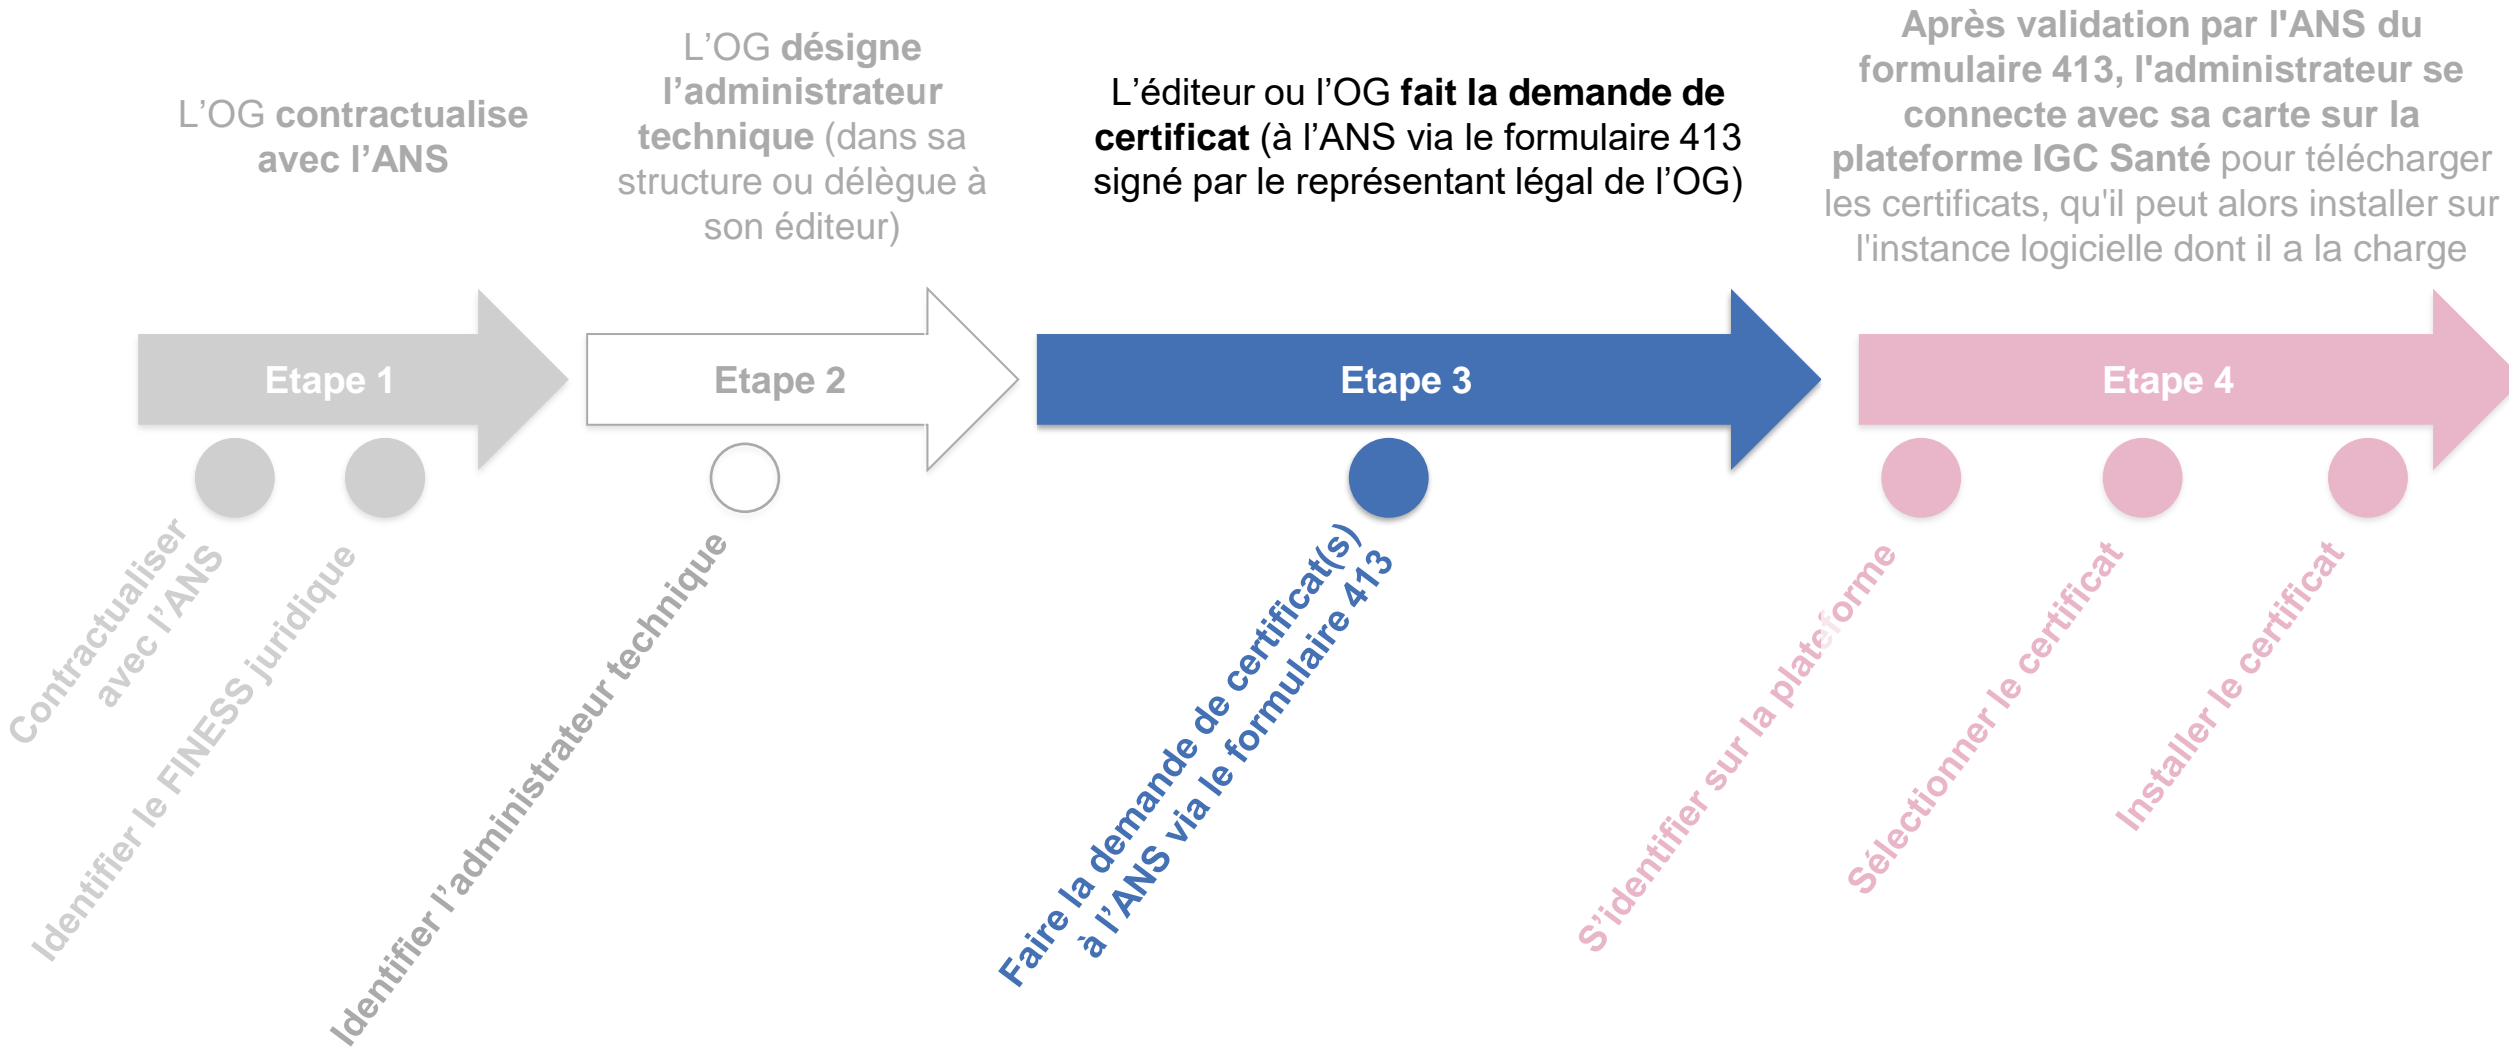 L’OG contractualise
avec l’ANS
L’OG désigne
l’administrateur
technique (dans sa
structure ou délègue à
son éditeur)
L’éditeur ou l’OG fait la demande de
certificat (à l’ANS via le formulaire 413
signé par le représentant légal de l’OG)
Après validation par l'ANS du
formulaire 413, l'administrateur se
connecte avec sa carte sur la
plateforme IGC Santé pour télécharger
les certificats, qu'il peut alors installer sur
l'instance logicielle dont il a la charge
Etape 1
Etape 2
Etape 3
Etape 4
Contractualiser
avec l’ANS
Identifier le FINESS juridique
Identifier l’administrateur technique
Faire la demande de certificat(s)
à l’ANS via le formulaire 413
S’identifier sur la plateforme
Sélectionner le certificat
Installer le certificat